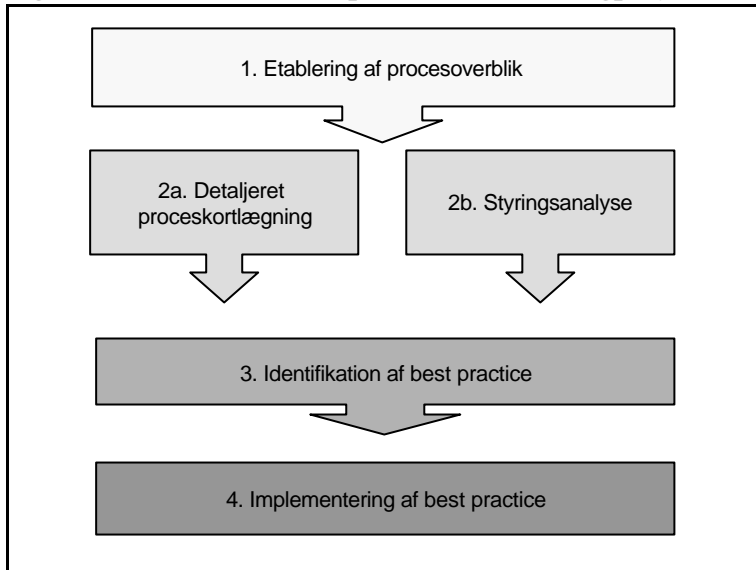 1. Etablering af procesoverblik
2a. Detaljeret
proceskortlægning
2b. Styringsanalyse
3. Identifikation af best practice
4. Implementering af best practice